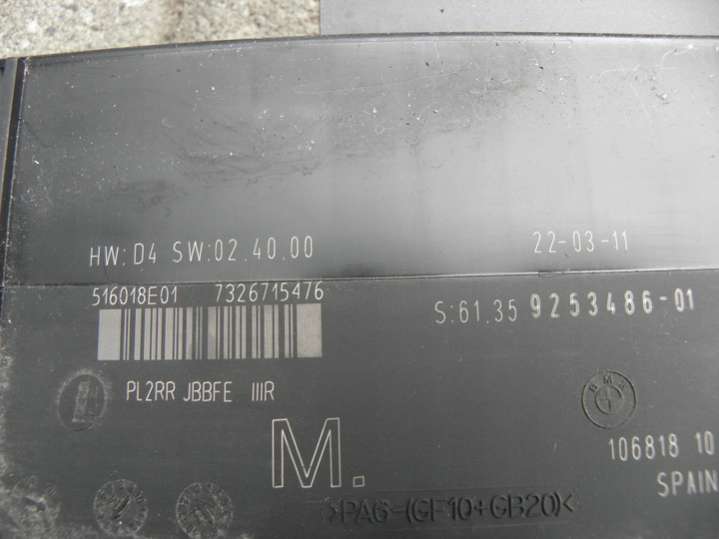 HW: D4 SW:02.40.00 22-03-11
516018E01 7326715476
S:61.35 9253486-01
PL2RR JBBFE IIIR
BMW
M.
106818 10
SPAIN
>PA6-(GF10+GB20)<